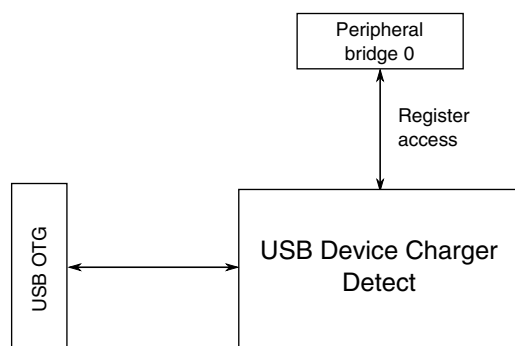 Peripheral
bridge 0
Register
access
USB OTG
USB Device Charger
Detect